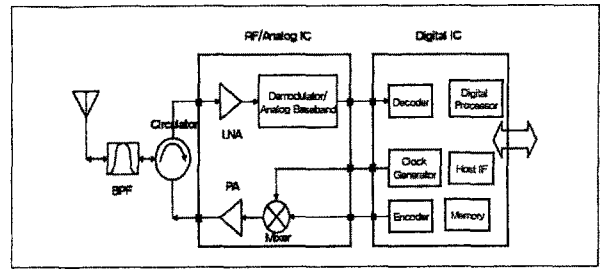 RF/Analog IC
Digital IC
Circulator
LNA
Demodulator/
Analog Baseband
Decoder
Digital
Processor
BPF
PA
Mixer
Clock
Generator
Host IF
Encoder
Memory